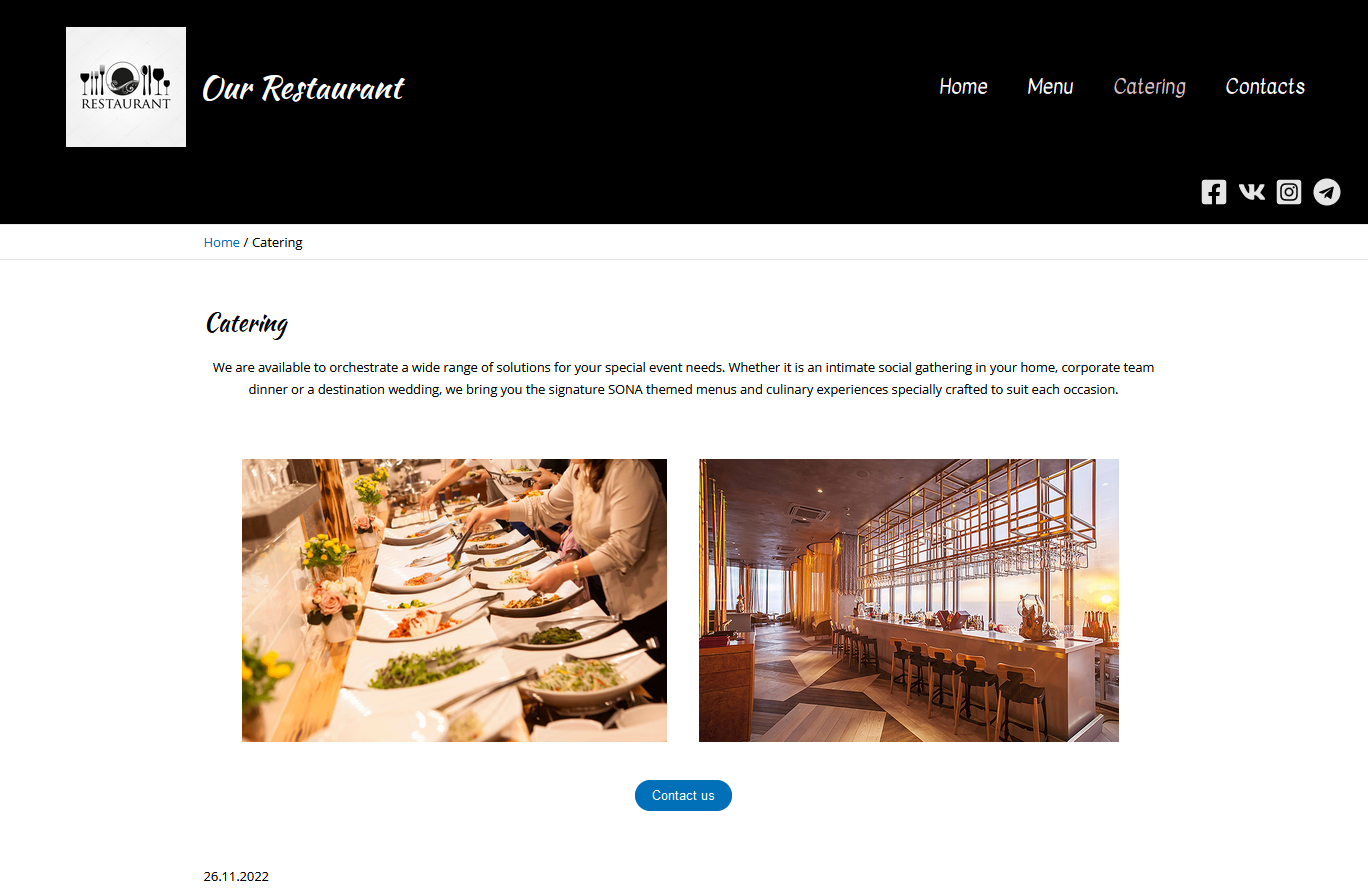 RESTAURANT
Our Restaurant
Home
Menu
Catering
Contacts
Home / Catering
Catering
We are available to orchestrate a wide range of solutions for your special event needs. Whether it is an intimate social gathering in your home, corporate team
dinner or a destination wedding, we bring you the signature SONA themed menus and culinary experiences specially crafted to suit each occasion.
Contact us
26.11.2022